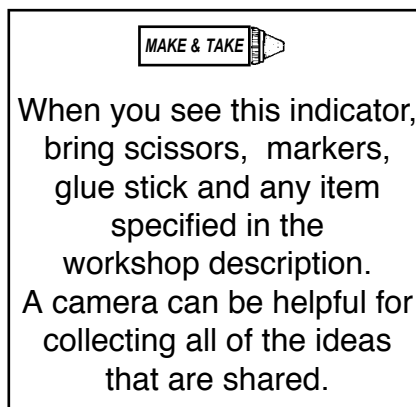 MAKE & TAKE
When you see this indicator,
bring scissors,  markers,
glue stick and any item
specified in the
workshop description.
A camera can be helpful for
collecting all of the ideas
that are shared.